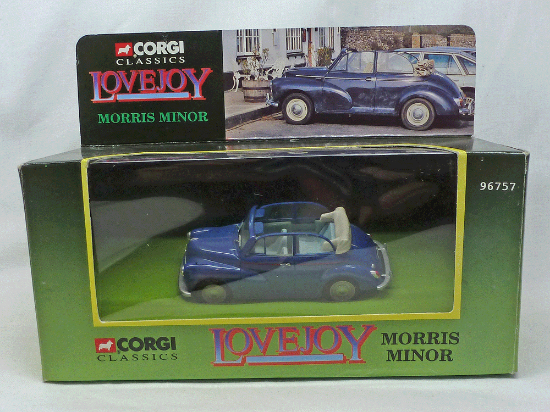 CORGI
CLASSICS
LOVEJOY
MORRIS MINOR
96757
CORGI
CLASSICS
LOVEJOY
MORRIS
MINOR